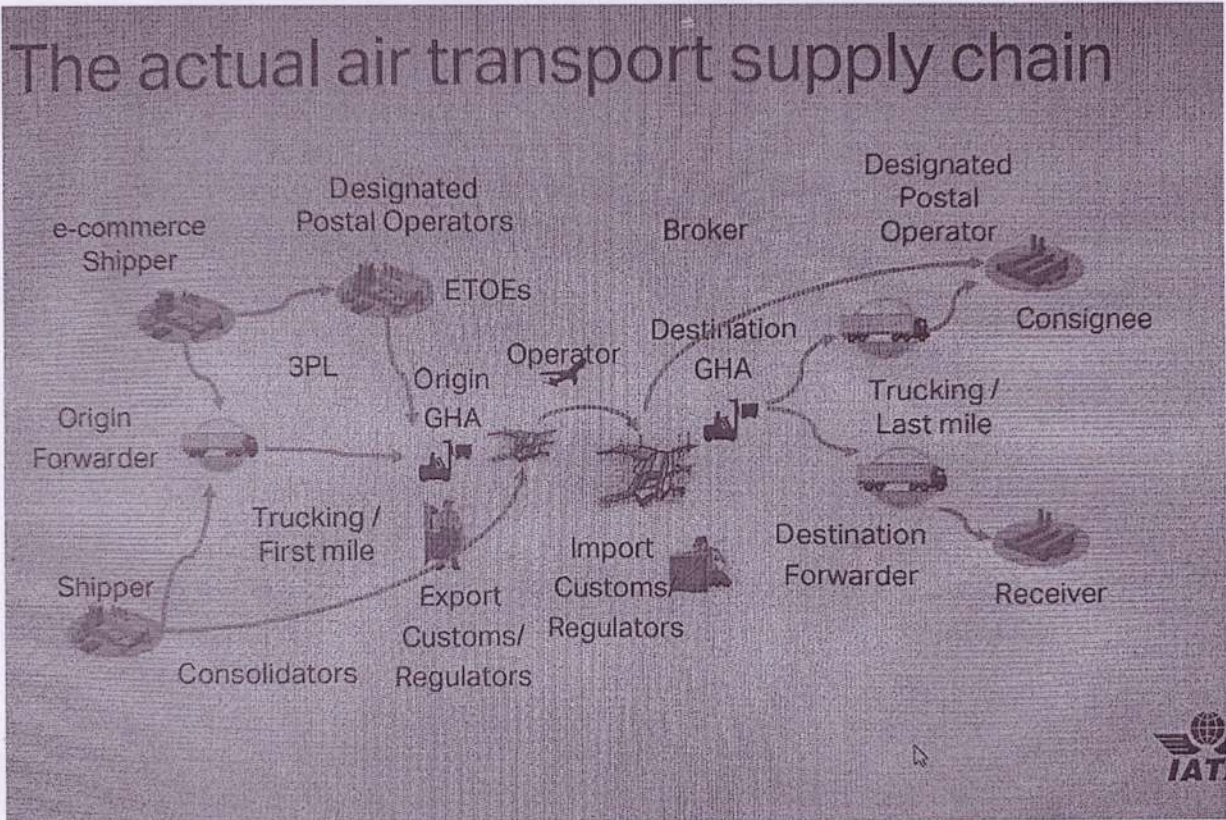 The actual air transport supply chain
e-commerce
Shipper
Designated
Postal Operators
ETOEs
Broker
Designated
Postal
Operator
Consignee
3PL
Origin
GHA
Operator
Destination
GHA
Origin
Forwarder
Trucking /
Last mile
Trucking /
First mile
Import
Customs/
Regulators
Destination
Forwarder
Shipper
Export
Customs/
Regulators
Receiver
Consolidators
IATA